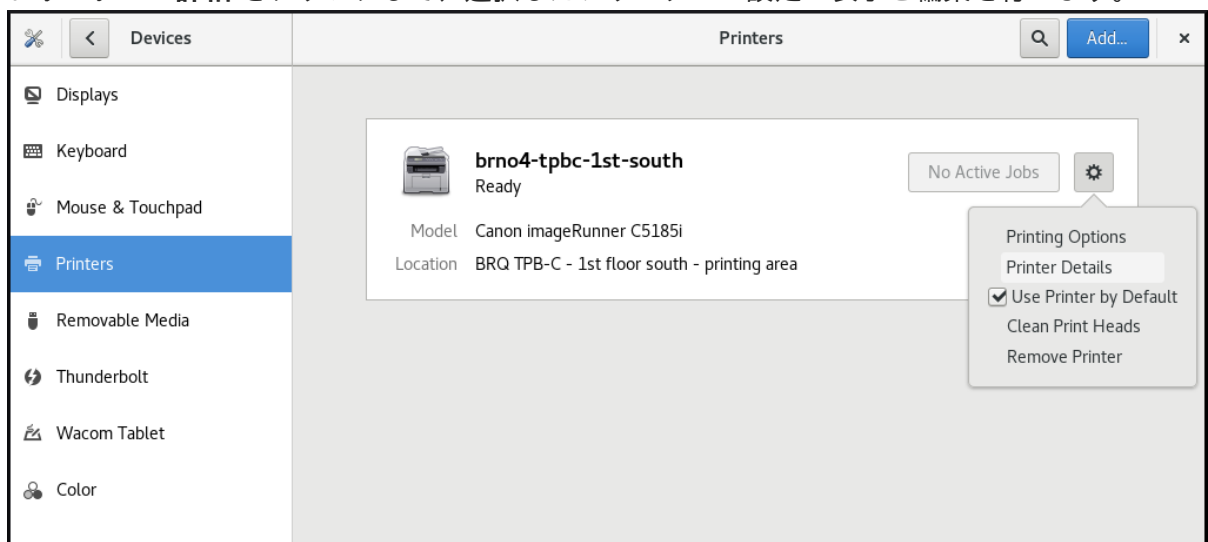 Devices
Printers
Add...
Displays
Keyboard
Mouse & Touchpad
Printers
Removable Media
Thunderbolt
Wacom Tablet
Color
brno4-tpbc-1st-south
Ready
No Active Jobs
Model Canon imageRunner C5185i
Location BRQ TPB-C - 1st floor south - printing area
Printing Options
Printer Details
Use Printer by Default
Clean Print Heads
Remove Printer